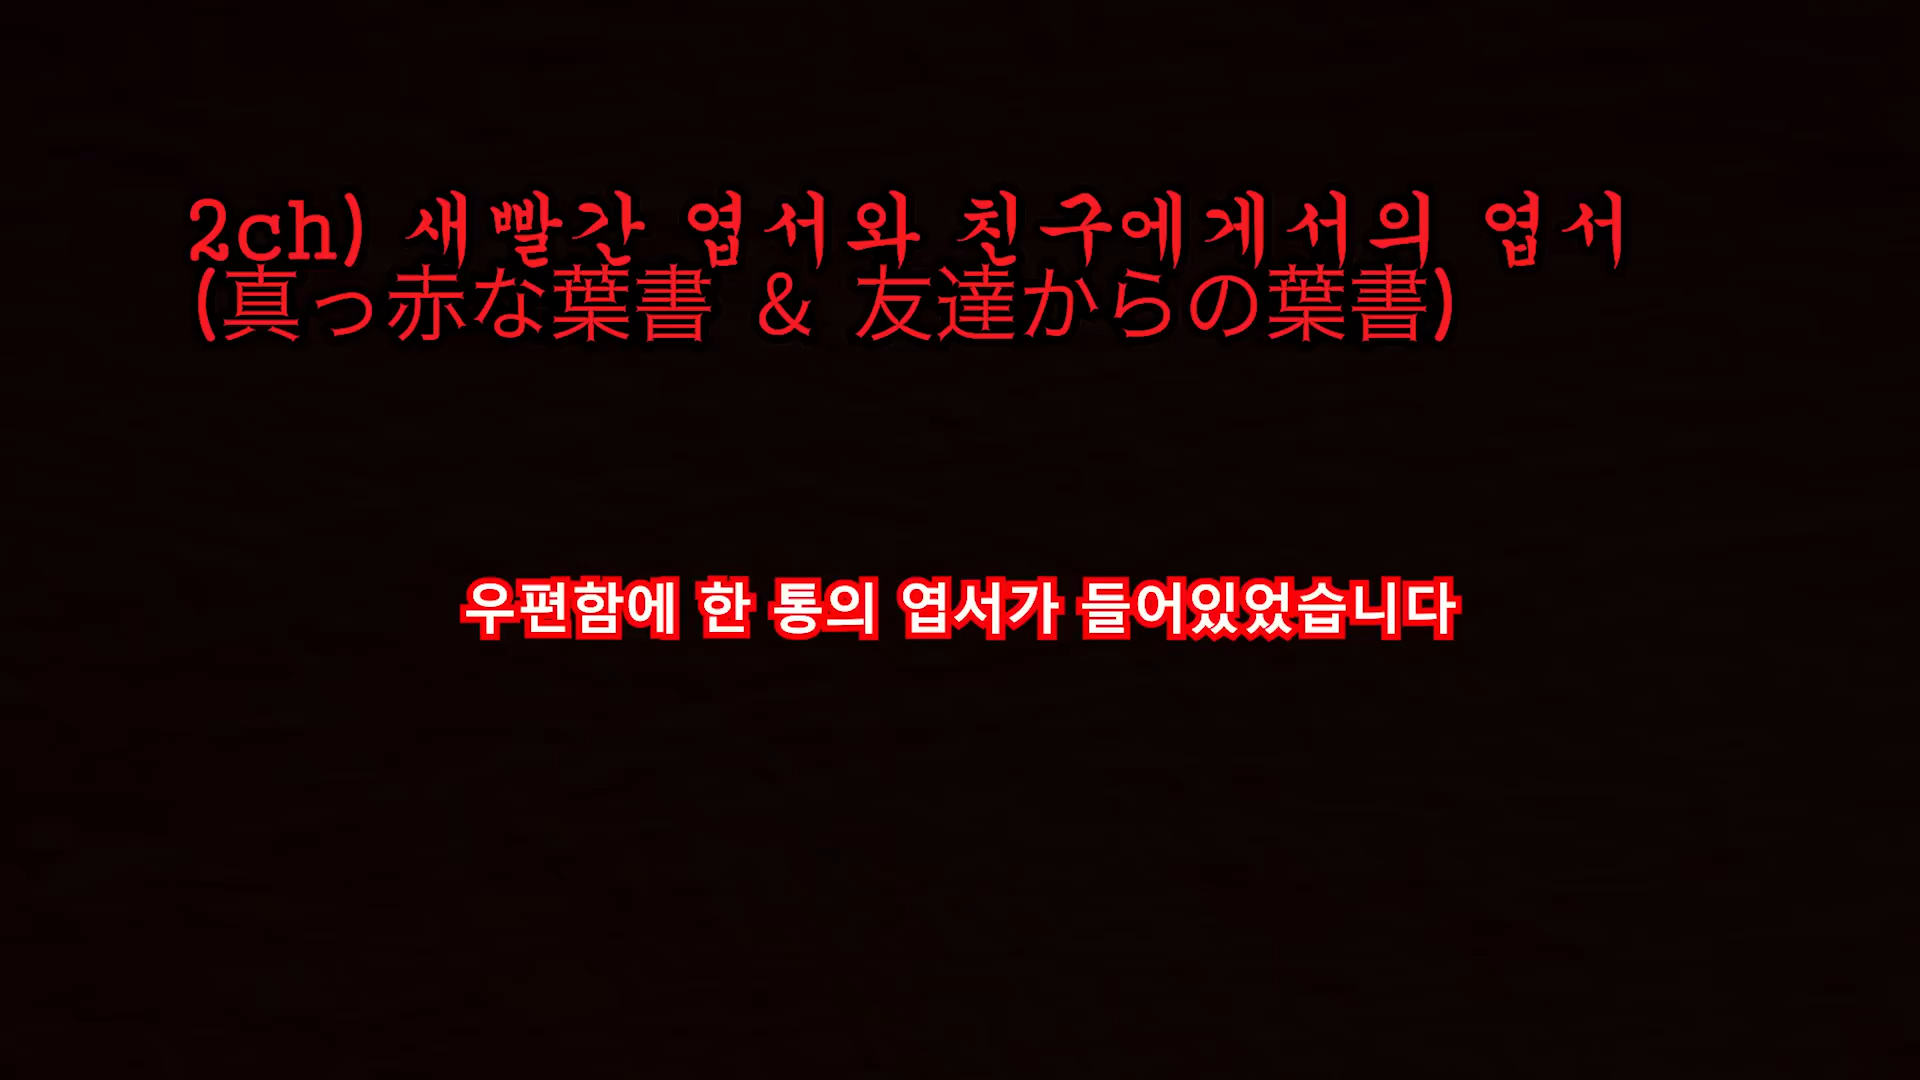 2ch) 새빨간 엽서와 친구에게서의 엽서
(真っ赤な葉書 & 友達からの葉書)
우편함에 한 통의 엽서가 들어있었습니다